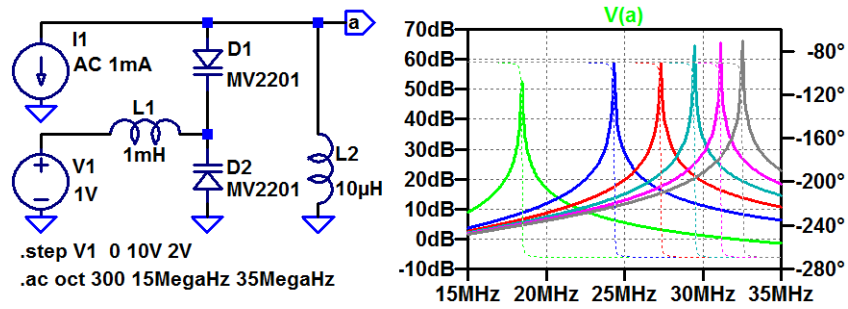 I1
AC 1mA
D1
MV2201
a
L1
1mH
V1
1V
D2
MV2201
L2
10µH
.step V1 0 10V 2V
.ac oct 300 15MegaHz 35MegaHz
V(a)
70dB
60dB
50dB
40dB
30dB
20dB
10dB
0dB
-10dB
-80°
-120°
-160°
-200°
-240°
-280°
15MHz 20MHz 25MHz 30MHz 35MHz